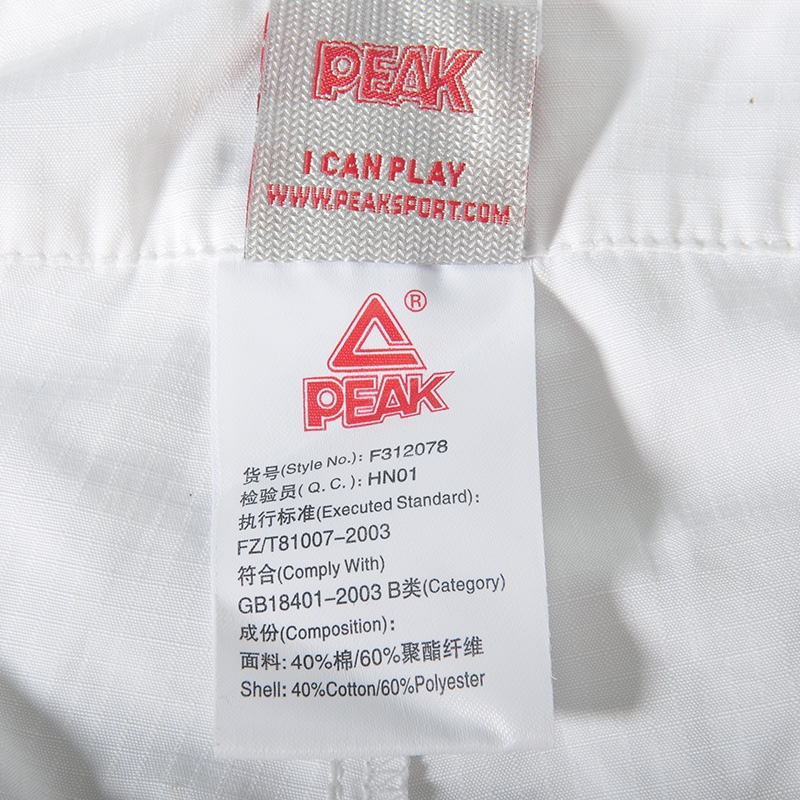 PEAK
I CAN PLAY
WWW.PEAKSPORT.COM
®
PEAK
货号(Style No.): F312078
检验员(Q.C.): HN01
执行标准(Executed Standard):
FZ/T81007-2003
符合(Comply With)
GB18401-2003 B类(Category)
成份(Composition):
面料: 40%棉/60%聚酯纤维
Shell: 40%Cotton/60%Polyester